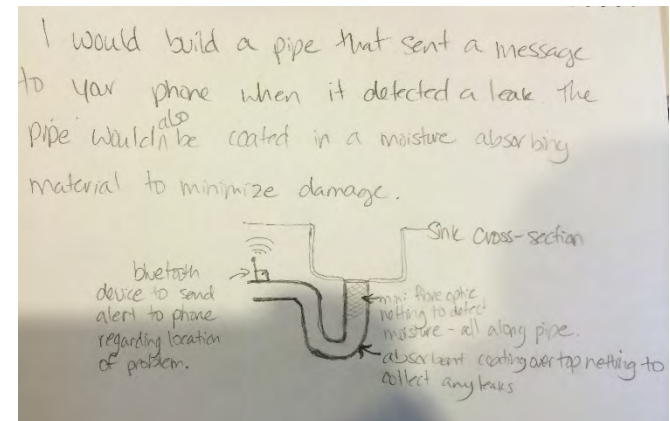 I would build a pipe that sent a message
to your phone when it detected a leak. The
pipe would also be coated in a moisture absorbing
material to minimize damage.
Sink cross-section
bluetooth
device to send
alert to phone
regarding location
of problem.
mini fibre optic
netting to detect
moisture - all along pipe.
absorbent coating over top netting to
collect any leaks